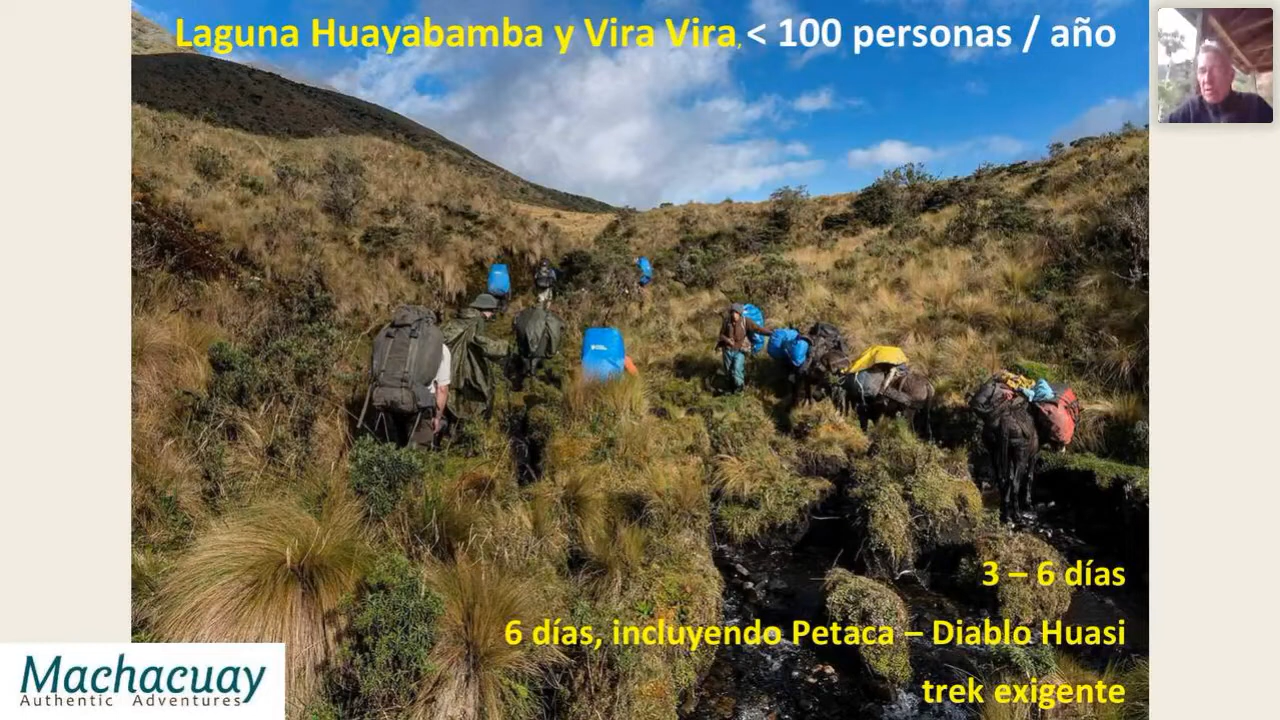 Laguna Huayabamba y Vira Vira, < 100 personas / año
3 – 6 días
6 días, incluyendo Petaca – Diablo Huasi
trek exigente
Machacuay
Authentic Adventures